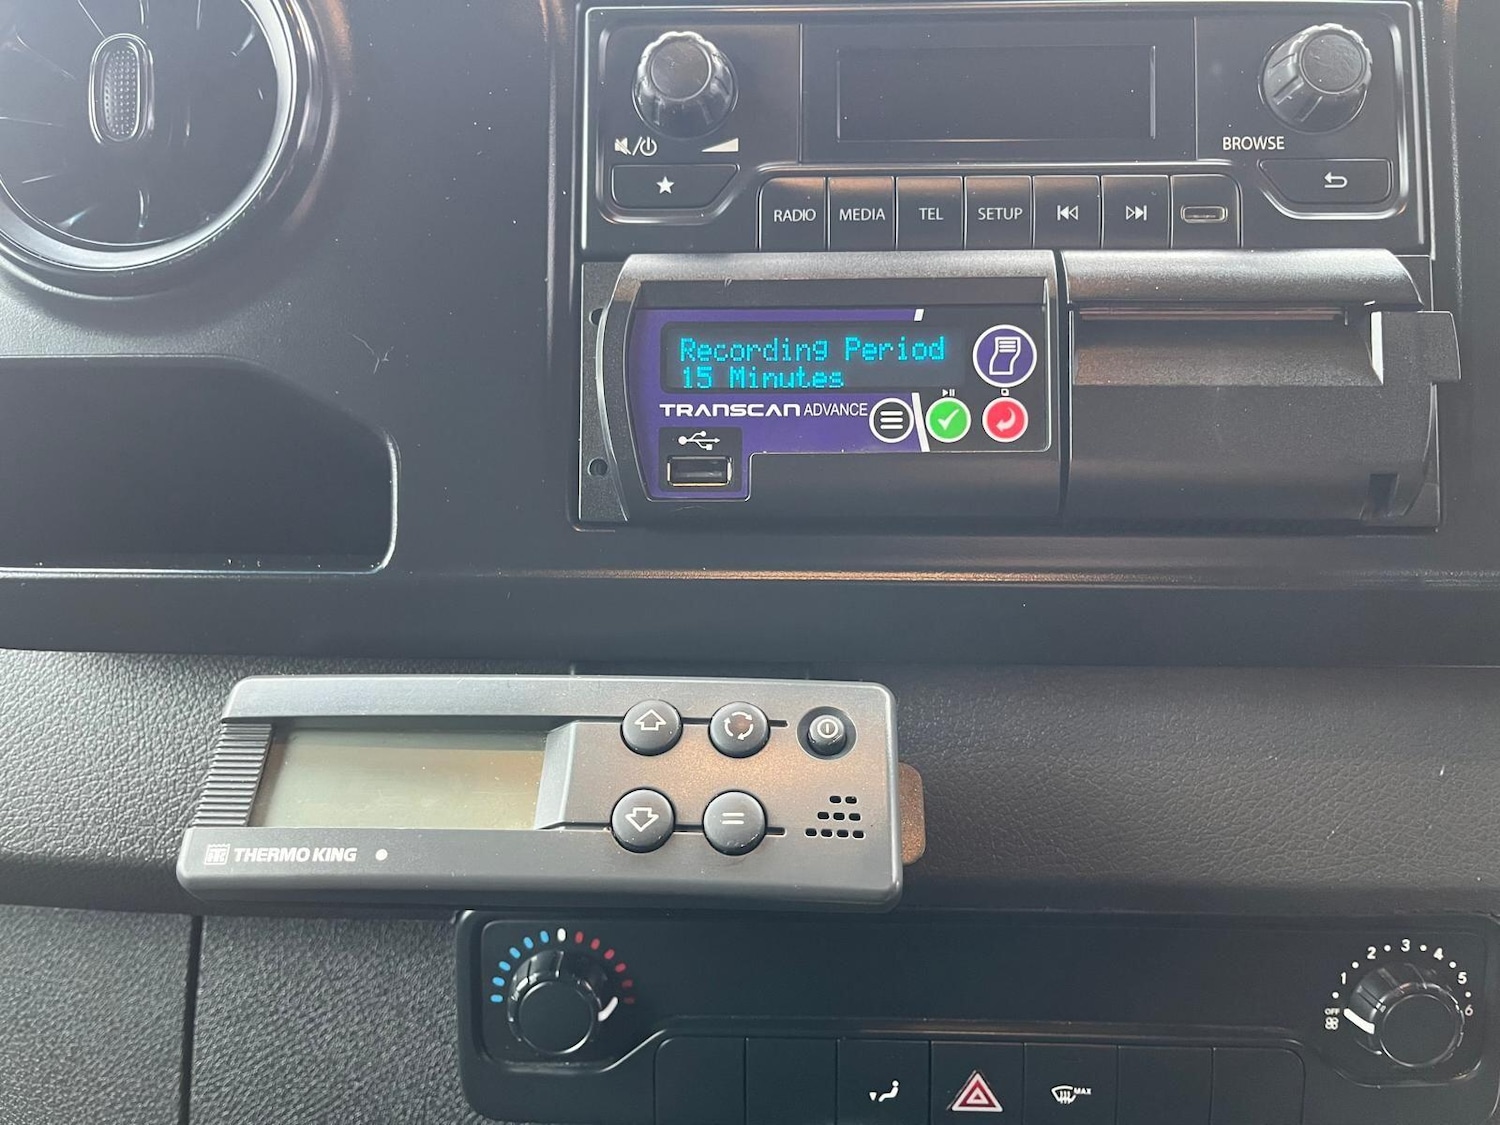 BROWSE
RADIO
MEDIA
TEL
SETUP
Recording Period
15 Minutes
TRANSCAN ADVANCE
THERMO KING
1 2 3 4 5 6
OFF
MAX